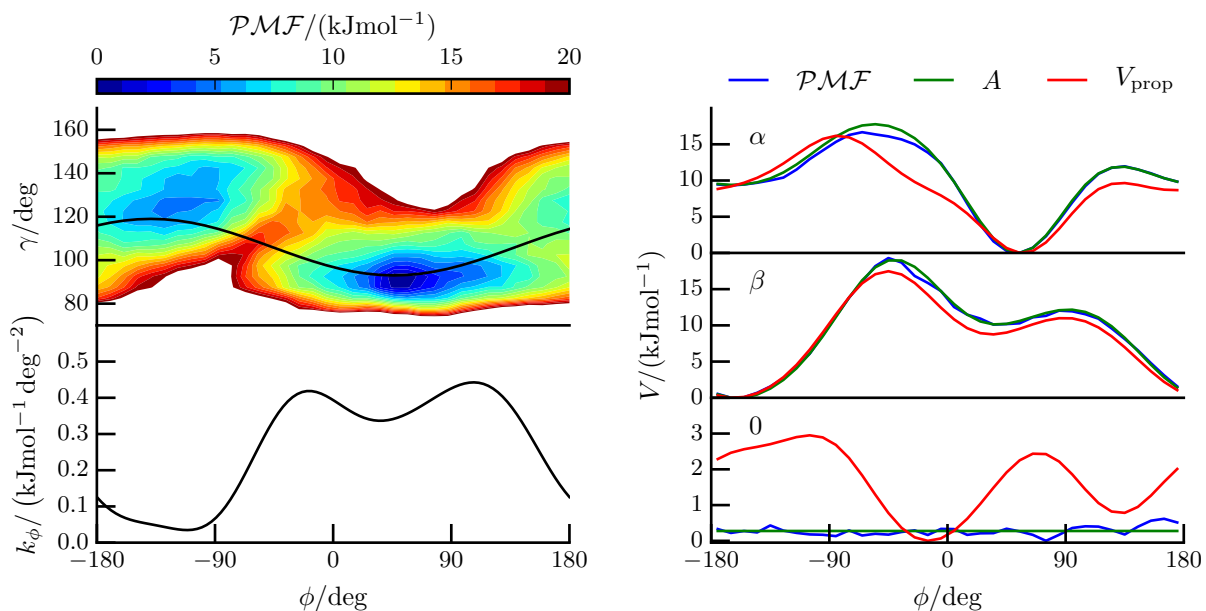 𝒫ℳℱ/(kJmol⁻¹)
0 5 10 15 20
160
140
120
100
80
γ/deg
0.5
0.4
0.3
0.2
0.1
0.0
k_ϕ/ (kJmol⁻¹ deg⁻²)
−180 −90 0 90 180
ϕ/deg
𝒫ℳℱ A V_prop
α
15
10
5
0
β
15
10
5
0
V/(kJmol⁻¹)
0
3
2
1
0
−180 −90 0 90 180
ϕ/deg